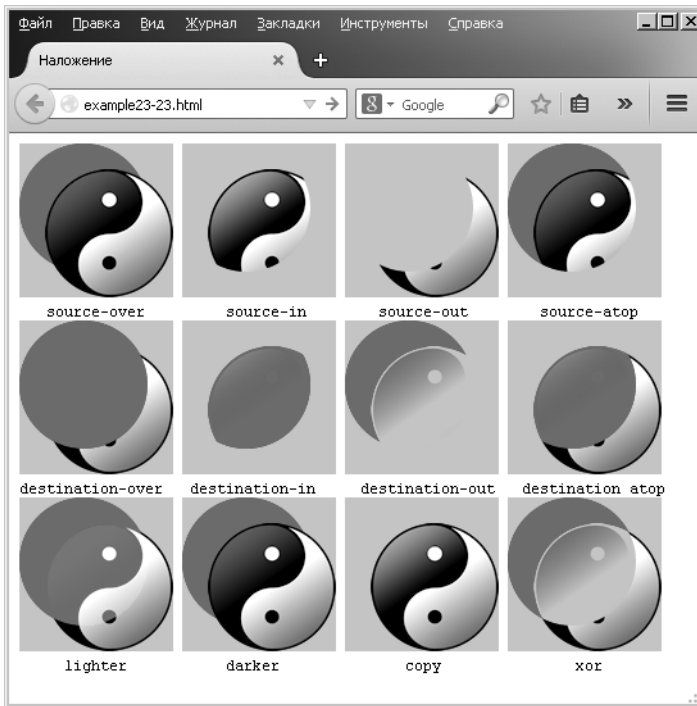 Файл Правка Вид Журнал Закладки Инструменты Справка
Наложение
example23-23.html
8 Google
source-over source-in source-out source-atop
destination-over destination-in destination-out destination atop
lighter darker copy xor